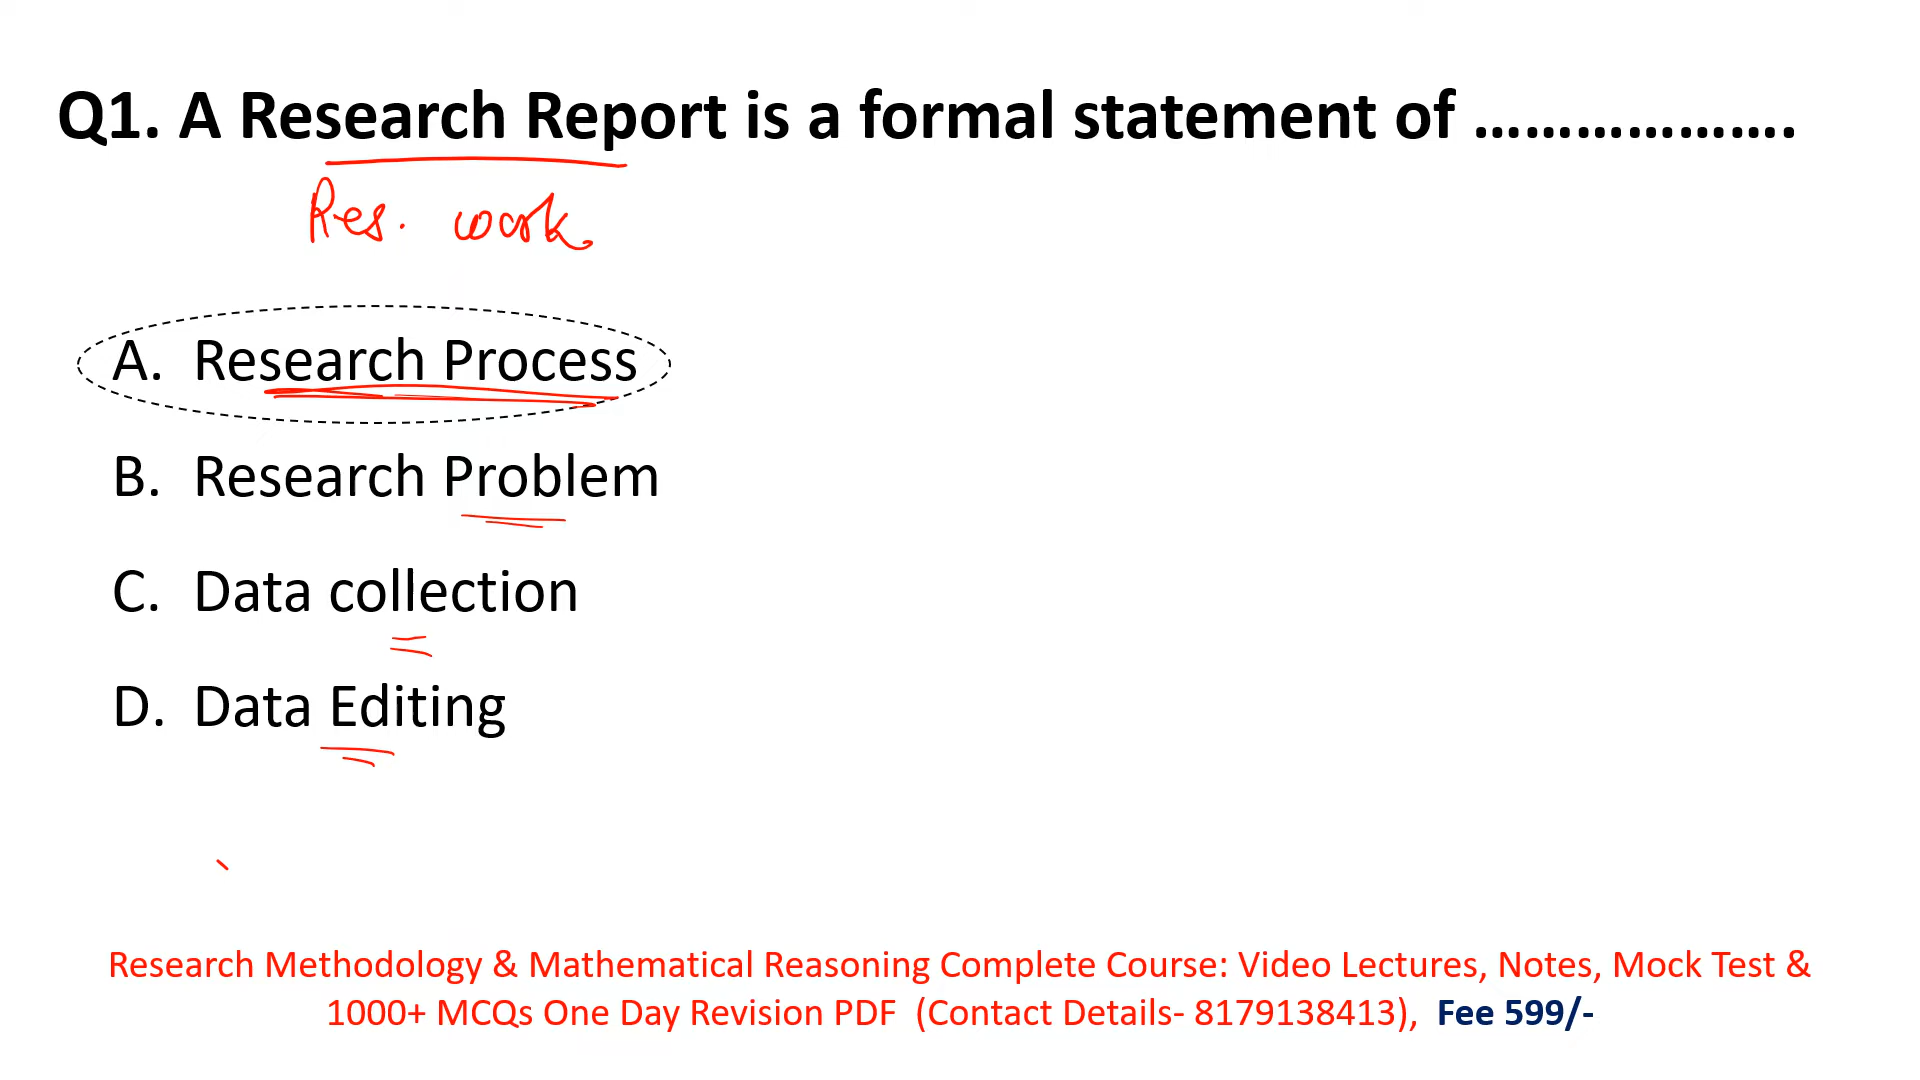 Q1. A Research Report is a formal statement of ………………….
Res. work
A. Research Process
B. Research Problem
C. Data collection
D. Data Editing
Research Methodology & Mathematical Reasoning Complete Course: Video Lectures, Notes, Mock Test &
1000+ MCQs One Day Revision PDF (Contact Details- 8179138413), Fee 599/-